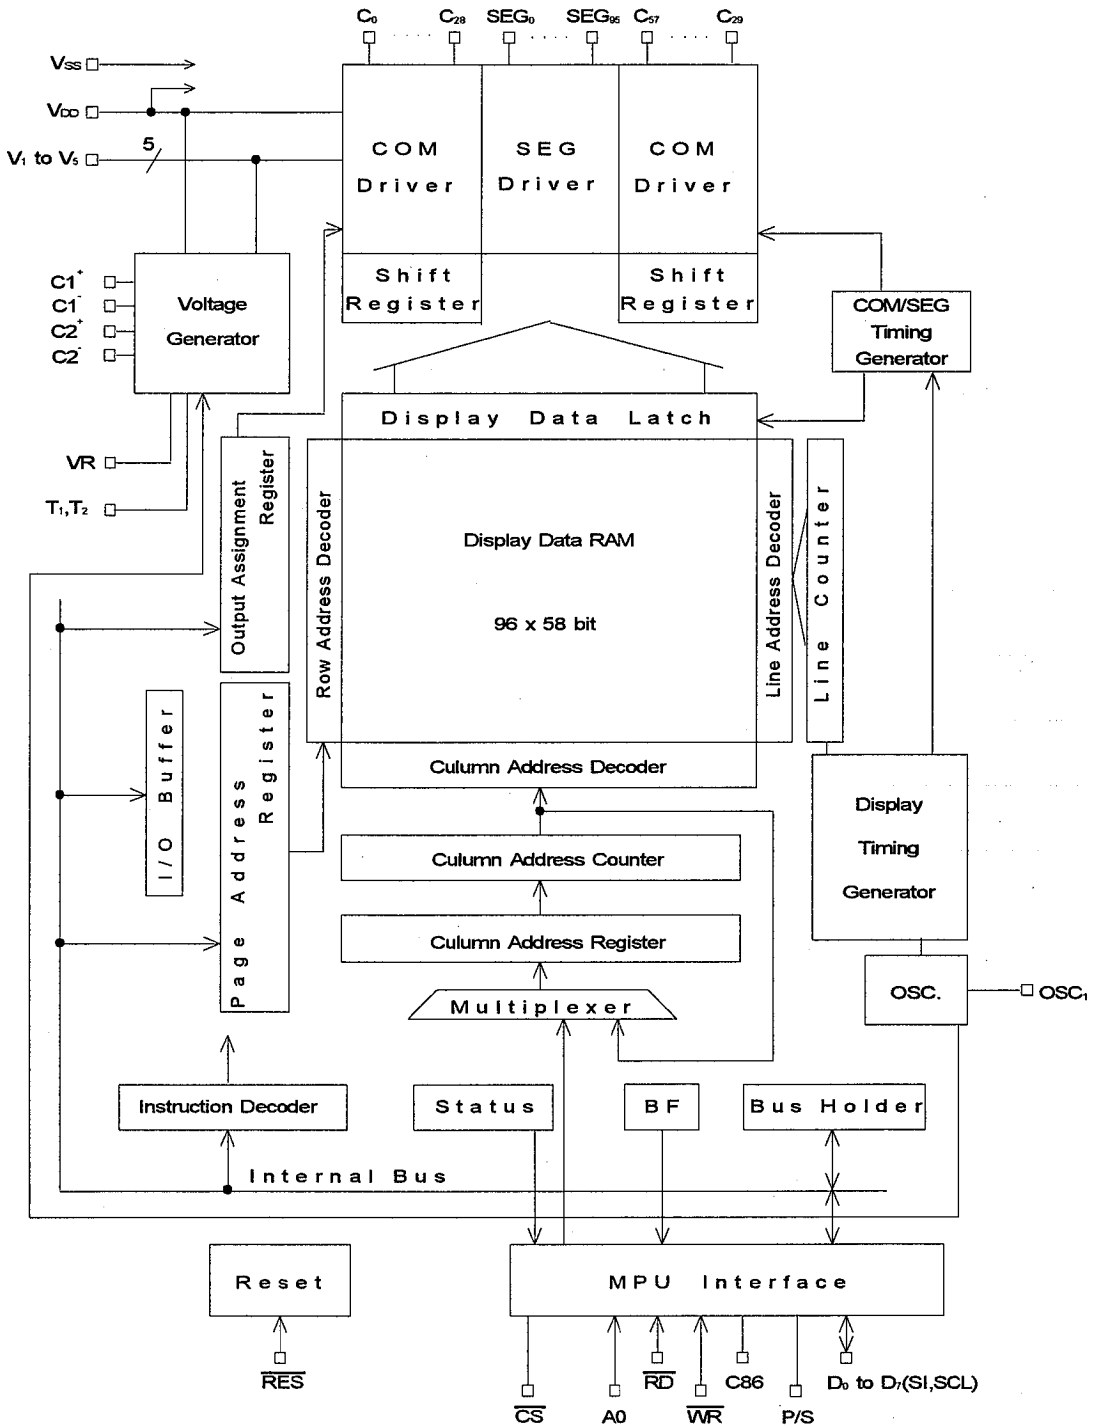 C₀ C₂₈ SEG₀ SEG₉₅ C₅₇ C₂₉
VSS
VDD
V₁ to V₅
5
COM
Driver
SEG
Driver
COM
Driver
Shift
Register
Shift
Register
C1⁺
C1⁻
C2⁺
C2⁻
Voltage
Generator
COM/SEG
Timing
Generator
Display Data Latch
VR
T₁,T₂
Output Assignment
Register
Row Address Decoder
Display Data RAM
96 x 58 bit
Line Address Decoder
Line Counter
I/O Buffer
Page Address
Register
Culumn Address Decoder
Culumn Address Counter
Culumn Address Register
Multiplexer
Display
Timing
Generator
OSC.
OSC₁
Instruction Decoder
Status
BF
Bus Holder
Internal Bus
Reset
MPU Interface
R̅E̅S̅
C̅S̅
A0
R̅D̅
W̅R̅
C86
P/S
D₀ to D₇(SI,SCL)